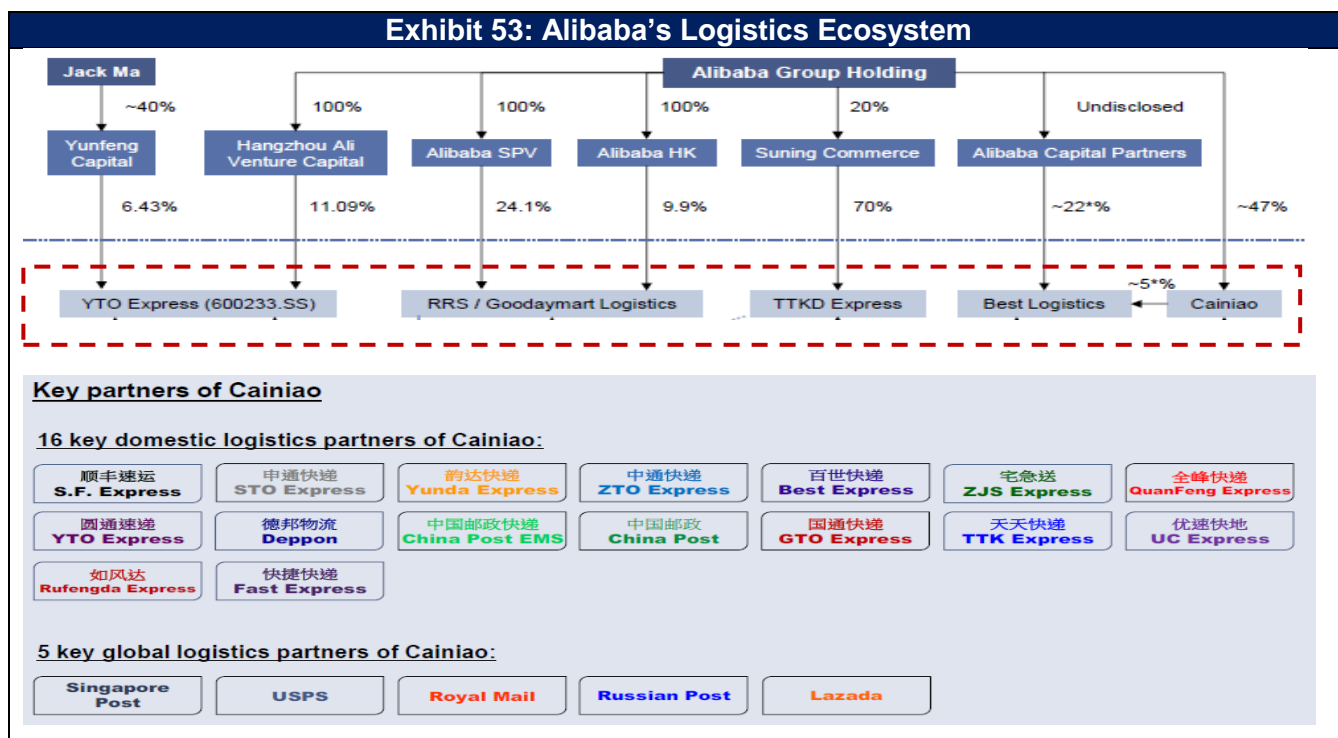 Exhibit 53: Alibaba's Logistics Ecosystem
Jack Ma
Alibaba Group Holding
~40%
100%
100%
100%
20%
Undisclosed
Yunfeng
Capital
Hangzhou Ali
Venture Capital
Alibaba SPV
Alibaba HK
Suning Commerce
Alibaba Capital Partners
6.43%
11.09%
24.1%
9.9%
70%
~22*%
~47%
YTO Express (600233.SS)
RRS / Goodaymart Logistics
TTKD Express
Best Logistics
~5*%
Cainiao
Key partners of Cainiao
16 key domestic logistics partners of Cainiao:
顺丰速运
S.F. Express
申通快递
STO Express
韵达快递
Yunda Express
中通快递
ZTO Express
百世快递
Best Express
宅急送
ZJS Express
全峰快递
QuanFeng Express
圆通速递
YTO Express
德邦物流
Deppon
中国邮政快递
China Post EMS
中国邮政
China Post
国通快递
GTO Express
天天快递
TTK Express
优速快地
UC Express
如风达
Rufengda Express
快捷快递
Fast Express
5 key global logistics partners of Cainiao:
Singapore
Post
USPS
Royal Mail
Russian Post
Lazada